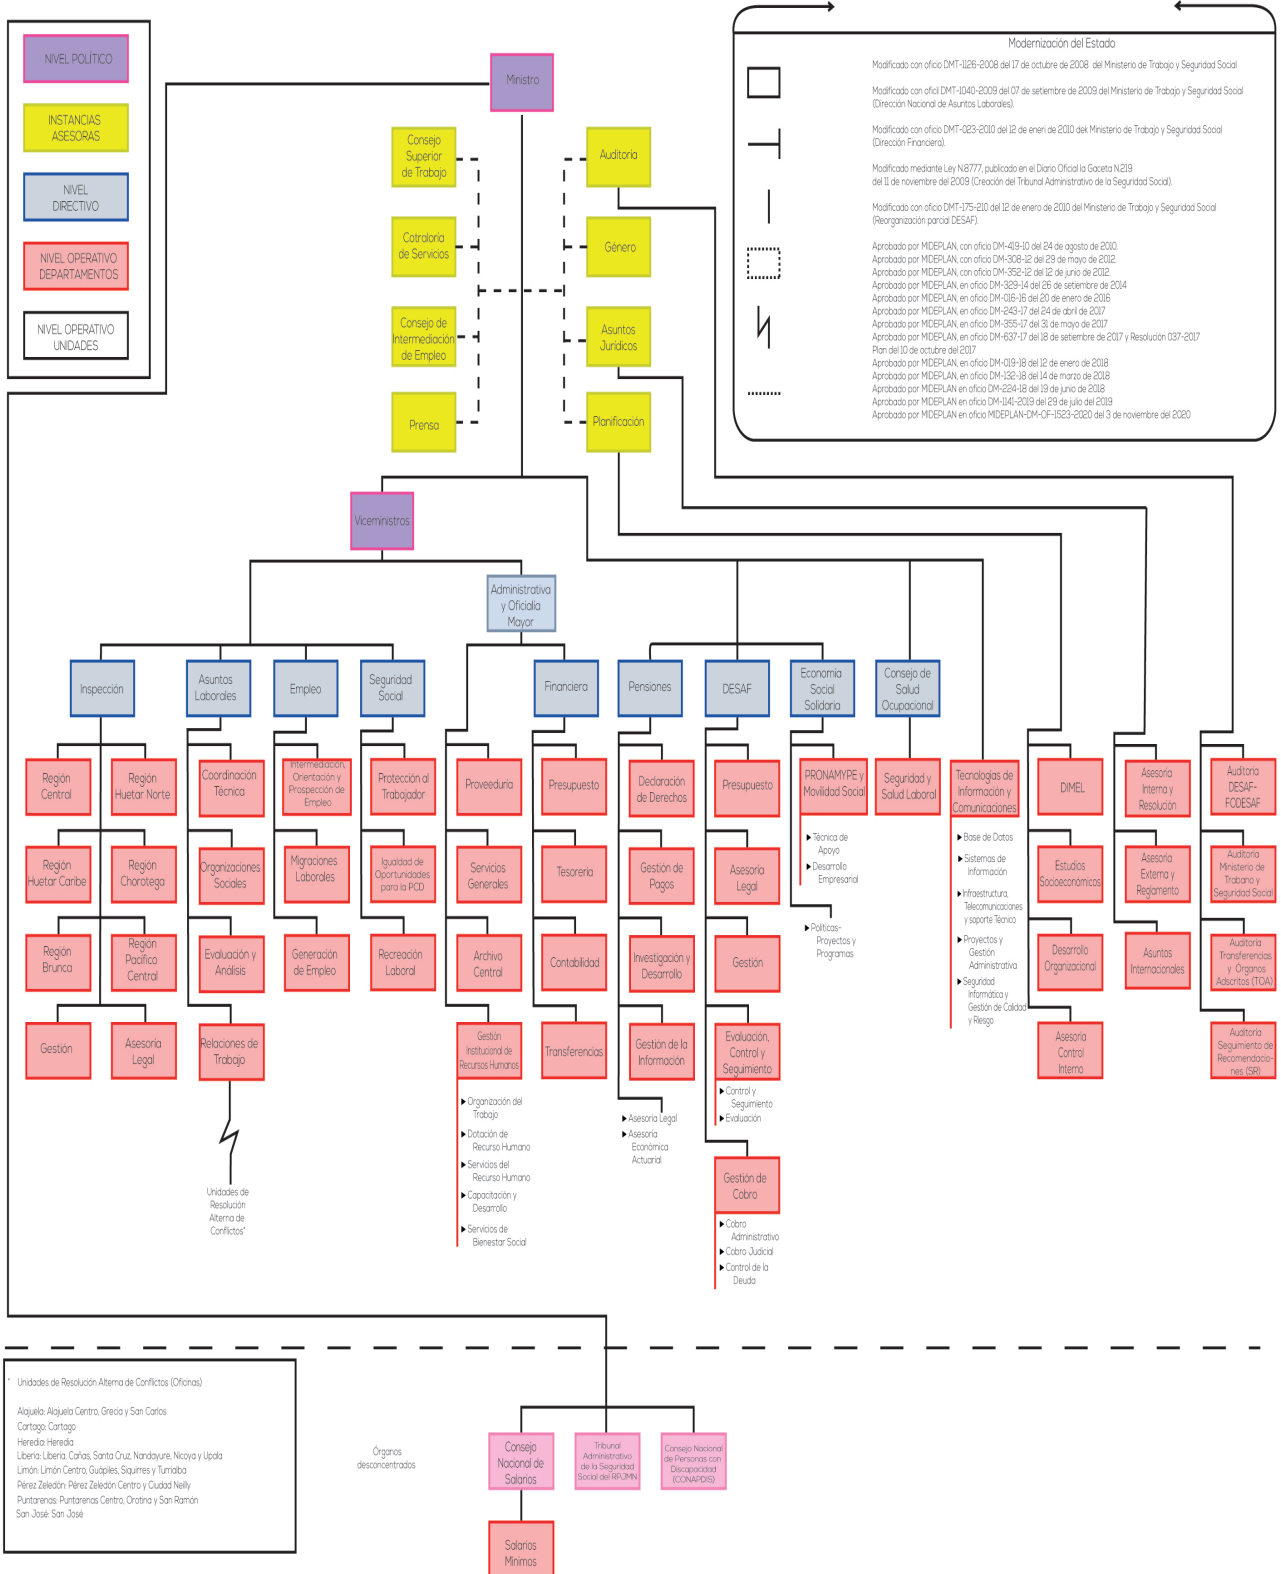 NIVEL POLÍTICO
INSTANCIAS
ASESORAS
NIVEL
DIRECTIVO
NIVEL OPERATIVO
DEPARTAMENTOS
NIVEL OPERATIVO
UNIDADES
Modernización del Estado
Modificado con oficio DMT-1126-2008 del 17 de octubre de 2008 del Ministerio de Trabajo y Seguridad Social
Modificado con oficil DMT-1040-2009 del 07 de setiembre de 2009 del Ministerio de Trabajo y Seguridad Social
(Dirección Nacional de Asuntos Laborales).
Modificado con oficio DMT-023-2010 del 12 de eneri de 2010 dek Ministerio de Trabajo y Seguridad Social
(Dirección Financiera).
Modificado mediante Ley N.8777, publicado en el Diario Oficial la Gaceta N.219
del 11 de noviembre del 2009 (Creación del Tribunal Administrativo de la Seguridad Social).
Modificado con oficio DMT-175-210 del 12 de enero de 2010 del Ministerio de Trabajo y Seguridad Social
(Reorganización parcial DESAF).
Aprobado por MIDEPLAN, con oficio DM-419-10 del 24 de agosto de 2010.
Aprobado por MIDEPLAN, con oficio DM-308-12 del 29 de mayo de 2012.
Aprobado por MIDEPLAN, con oficio DM-352-12 del 12 de junio de 2012.
Aprobado por MIDEPLAN, en oficio DM-329-14 del 26 de setiembre de 2014
Aprobado por MIDEPLAN, en oficio DM-016-16 del 20 de enero de 2016
Aprobado por MIDEPLAN, en oficio DM-243-17 del 24 de abril de 2017
Aprobado por MIDEPLAN, en oficio DM-355-17 del 31 de mayo de 2017
Aprobado por MIDEPLAN, en oficio DM-637-17 del 18 de setiembre de 2017 y Resolución 037-2017
Plan del 10 de octubre del 2017
Aprobado por MIDEPLAN, en oficio DM-019-18 del 12 de enero de 2018
Aprobado por MIDEPLAN, en oficio DM-132-18 del 14 de marzo de 2018
Aprobado por MIDEPLAN en oficio DM-224-18 del 19 de junio de 2018
Aprobado por MIDEPLAN en oficio DM-1141-2019 del 29 de julio del 2019
Aprobado por MIDEPLAN en oficio MIDEPLAN-DM-OF-1523-2020 del 3 de noviembre del 2020
Ministro
Consejo
Superior
de Trabajo
Auditoría
Cotraloría
de Servicios
Género
Consejo de
Intermediación
de Empleo
Asuntos
Jurídicos
Prensa
Planificación
Viceministros
Administrativa
y Oficialía
Mayor
Inspección
Asuntos
Laborales
Empleo
Seguridad
Social
Financiera
Pensiones
DESAF
Economía
Social
Solidaria
Consejo de
Salud
Ocupacional
Región
Central
Región
Huetar Norte
Región
Huetar Caribe
Región
Chorotega
Región
Brunca
Región
Pacífico
Central
Gestión
Asesoría
Legal
Coordinación
Técnica
Organizaciones
Sociales
Evaluación y
Análisis
Relaciones de
Trabajo
Unidades de
Resolución
Alterna de
Conflictos*
Intermediación,
Orientación y
Prospección de
Empleo
Migraciones
Laborales
Generación
de Empleo
Protección al
Trabajador
Igualdad de
Oportunidades
para la PCD
Recreación
Laboral
Proveeduría
Servicios
Generales
Archivo
Central
Gestión
Institucional de
Recursos Humanos
Organización del
Trabajo
Dotación de
Recurso Humano
Servicios del
Recurso Humano
Capacitación y
Desarrollo
Servicios de
Bienestar Social
Presupuesto
Tesorería
Contabilidad
Transferencias
Declaración
de Derechos
Gestión de
Pagos
Investigación y
Desarrollo
Gestión de la
Información
Asesoría Legal
Asesoría
Económica
Actuarial
Presupuesto
Asesoría
Legal
Gestión
Evaluación,
Control y
Seguimiento
Control y
Seguimiento
Evaluación
Gestión de
Cobro
Cobro
Administrativo
Cobro Judicial
Control de la
Deuda
PRONAMYPE y
Movilidad Social
Técnica de
Apoyo
Desarrollo
Empresarial
Políticas-
Proyectos y
Programas
Seguridad y
Salud Laboral
Tecnologías de
Información y
Comunicaciones
Base de Datos
Sistemas de
Información
Infraestructura,
Telecomunicaciones
y soporte Técnico
Proyectos y
Gestión
Administrativa
Seguridad
Informática y
Gestión de Calidad
y Riesgo
DIMEL
Estudios
Socioeconómicos
Desarrollo
Organizacional
Asesoría
Control
Interno
Asesoría
Interna y
Resolución
Asesoría
Externa y
Reglamento
Asuntos
Internacionales
Auditoría
DESAF-
FODESAF
Auditoría
Ministerio de
Trabano y
Seguridad Social
Auditoría
Transferencias
y Órganos
Adscritos (TOA)
Auditoría
Seguimiento de
Recomendacio-
nes (SR)
* Unidades de Resolución Alterna de Conflictos (Oficinas)
Alajuela: Alajuela Centro, Grecia y San Carlos
Cartago: Cartago
Heredia: Heredia
Liberia: Liberia, Cañas, Santa Cruz, Nandayure, Nicoya y Upala
Limón: Limón Centro, Guápiles, Siquirres y Turrialba
Pérez Zeledón: Pérez Zeledón Centro y Ciudad Neilly
Puntarenas: Puntarenas Centro, Orotina y San Ramón
San José: San José
Órganos
desconcentrados
Consejo
Nacional de
Salarios
Tribunal
Administrativo
de la Seguridad
Social del RPJMN
Consejo Nacional
de Personas con
Discapacidad
(CONAPDIS)
Salarios
Mínimos